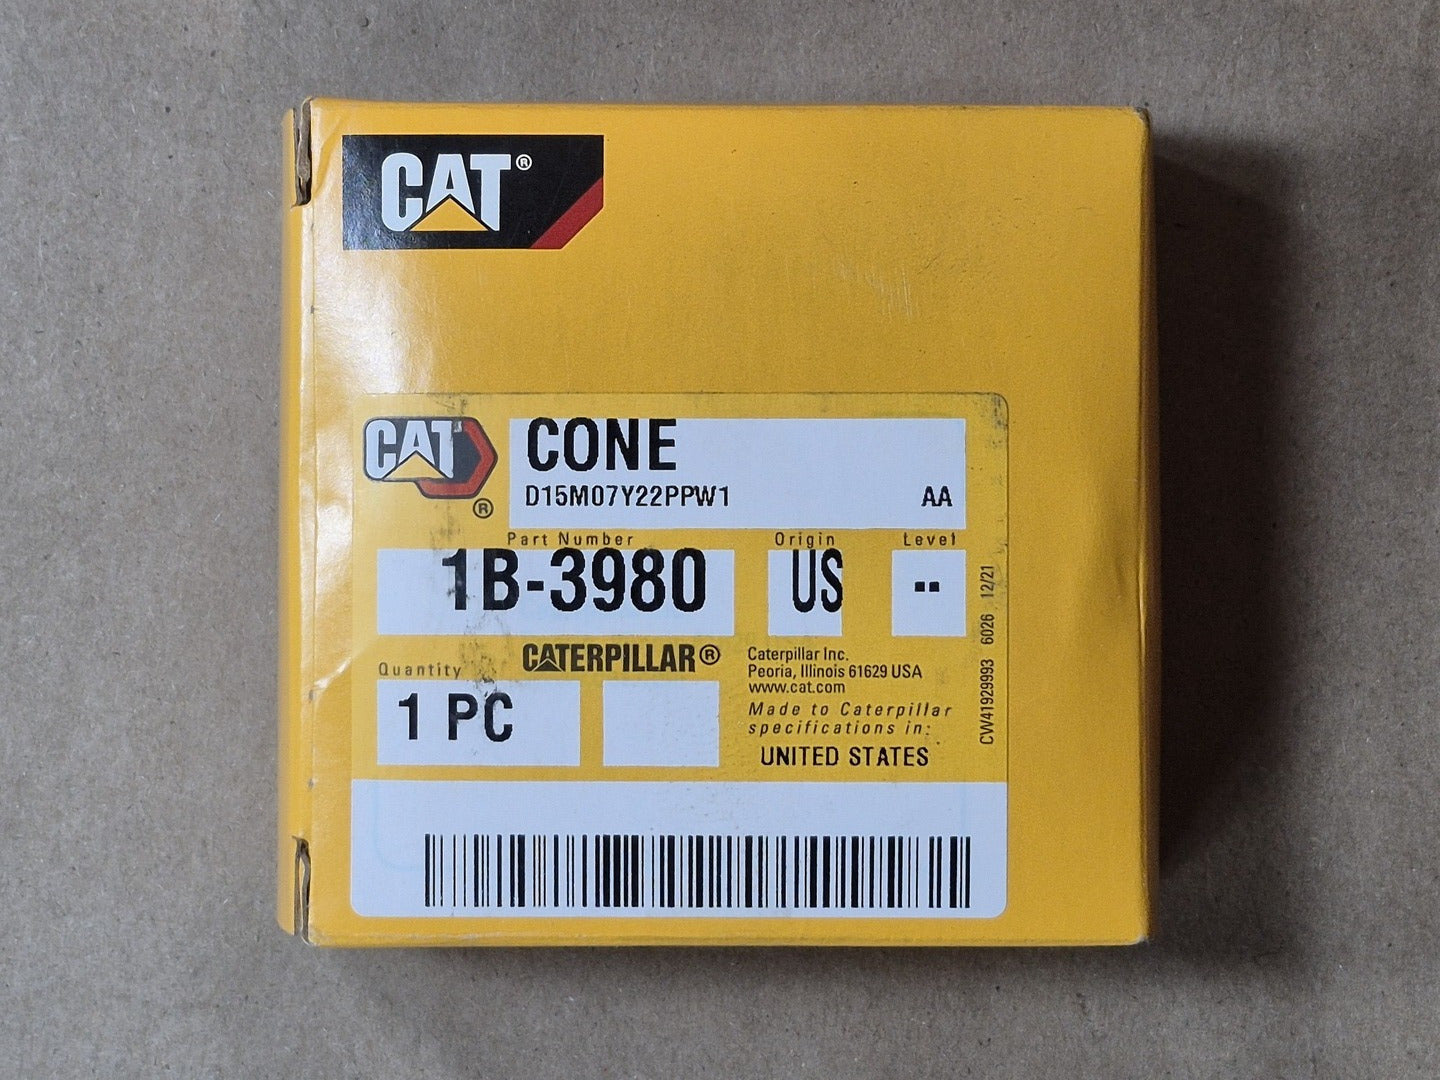 CAT®
CAT®
CONE
D15M07Y22PPW1 AA
Part Number Origin Level
1B-3980 US --
Quantity
1 PC
CATERPILLAR®
Caterpillar Inc.
Peoria, Illinois 61629 USA
www.cat.com
Made to Caterpillar
specifications in:
UNITED STATES
CW41929993 6026 12/21